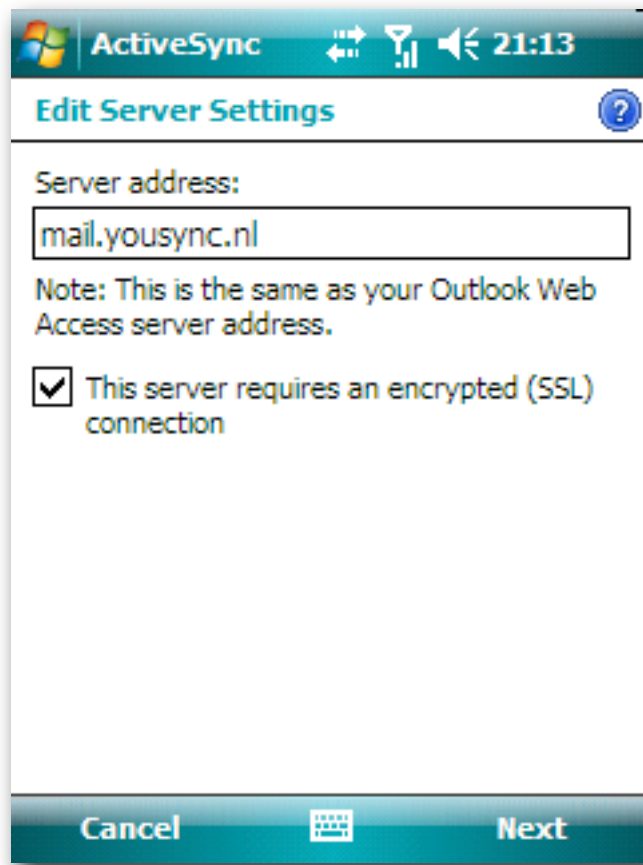 ActiveSync 21:13
Edit Server Settings ?
Server address:
mail.yousync.nl
Note: This is the same as your Outlook Web
Access server address.
This server requires an encrypted (SSL)
connection
Cancel Next